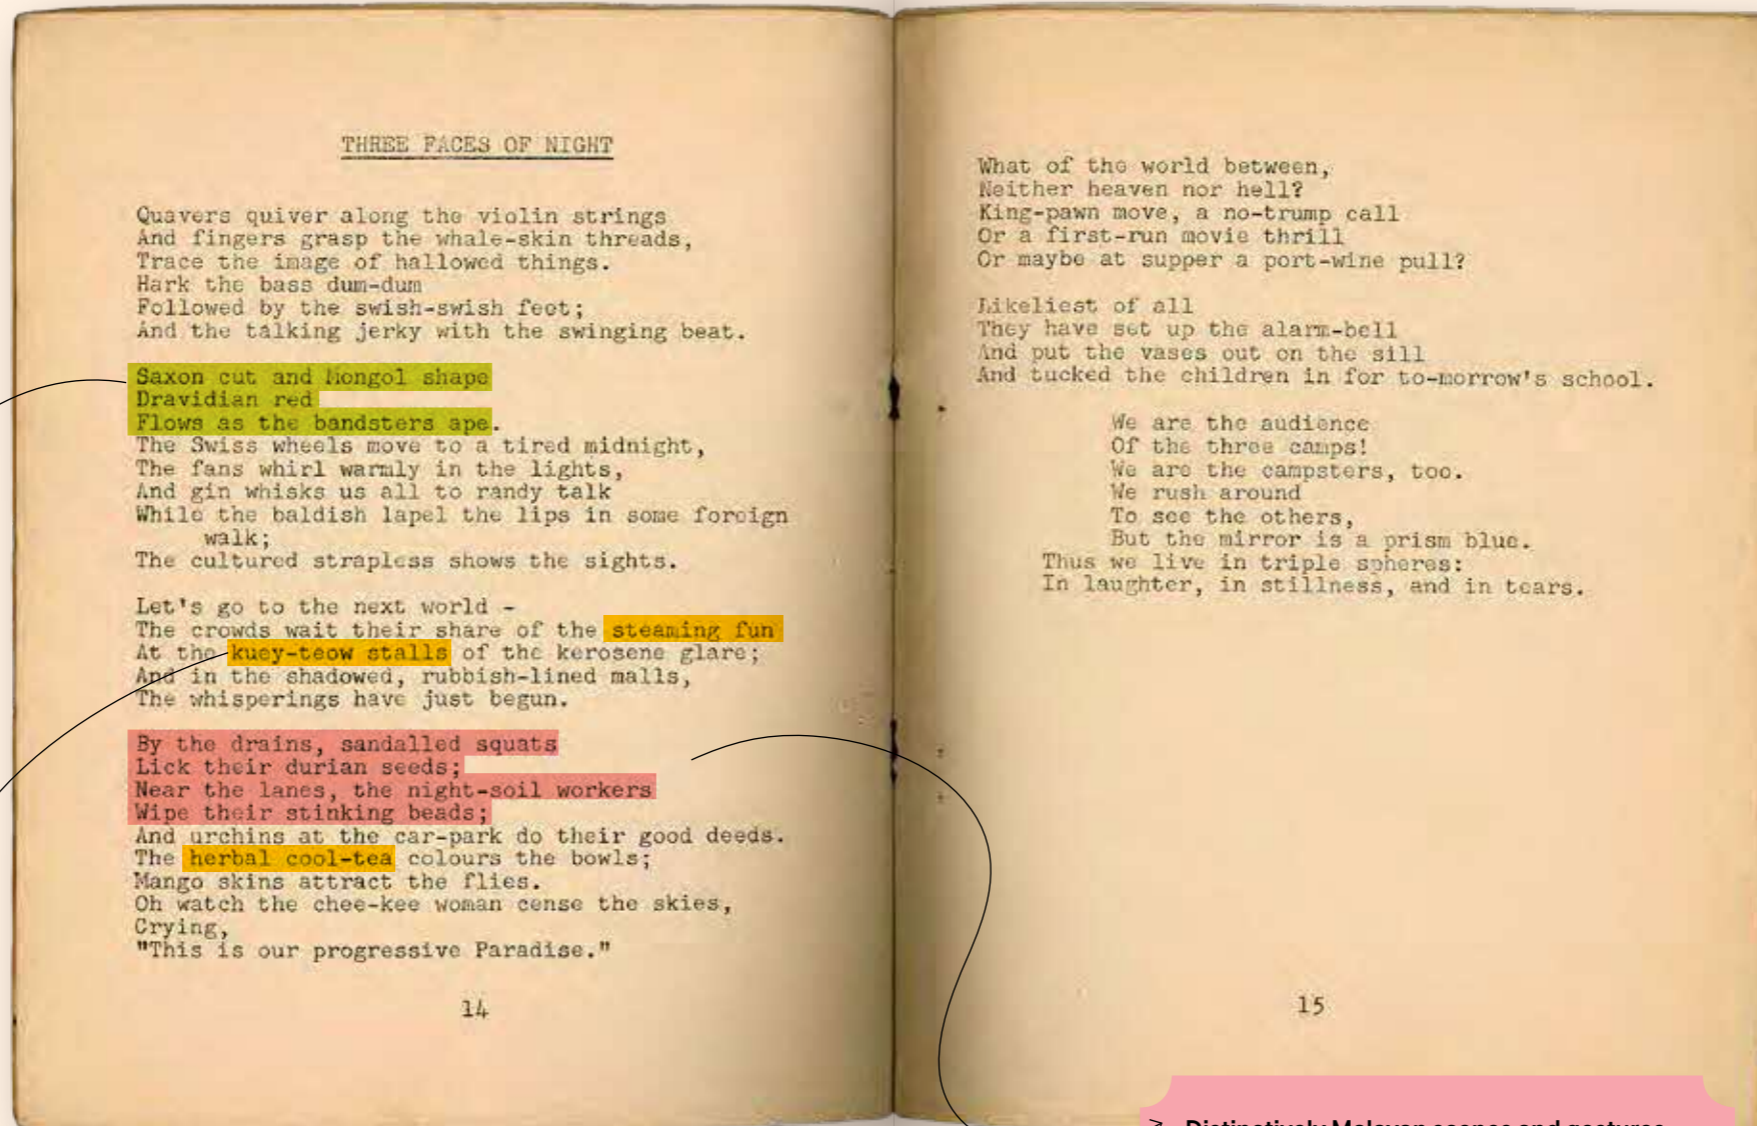 THREE FACES OF NIGHT
Quavers quiver along the violin strings
And fingers grasp the whale-skin threads,
Trace the image of hallowed things.
Hark the bass dum-dum
Followed by the swish-swish feet;
And the talking jerky with the swinging beat.
Saxon cut and Mongol shape
Dravidian red
Flows as the bandsters ape.
The Swiss wheels move to a tired midnight,
The fans whirl warmly in the lights,
And gin whisks us all to randy talk
While the baldish lapel the lips in some foreign
walk;
The cultured strapless shows the sights.
Let's go to the next world -
The crowds wait their share of the steaming fun
At the kuey-teow stalls of the kerosene glare;
And in the shadowed, rubbish-lined malls,
The whisperings have just begun.
By the drains, sandalled squats
Lick their durian seeds;
Near the lanes, the night-soil workers
Wipe their stinking beads;
And urchins at the car-park do their good deeds.
The herbal cool-tea colours the bowls;
Mango skins attract the flies.
Oh watch the chee-kee woman cense the skies,
Crying,
"This is our progressive Paradise."
14
What of the world between,
Neither heaven nor hell?
King-pawn move, a no-trump call
Or a first-run movie thrill
Or maybe at supper a port-wine pull?
Likeliest of all
They have set up the alarm-bell
And put the vases out on the sill
And tucked the children in for to-morrow's school.
We are the audience
Of the three camps!
We are the campsters, too.
We rush around
To see the others,
But the mirror is a prism blue.
Thus we live in triple spheres:
In laughter, in stillness, and in tears.
15
Distinctively Malayan scenes and gestures